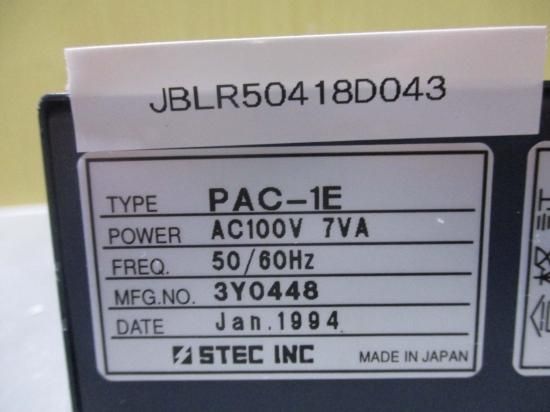 JBLR50418D043
TYPE PAC-1E
POWER AC100V 7VA
FREQ. 50/60Hz
MFG.NO. 3Y0448
DATE Jan.1994
STEC INC MADE IN JAPAN